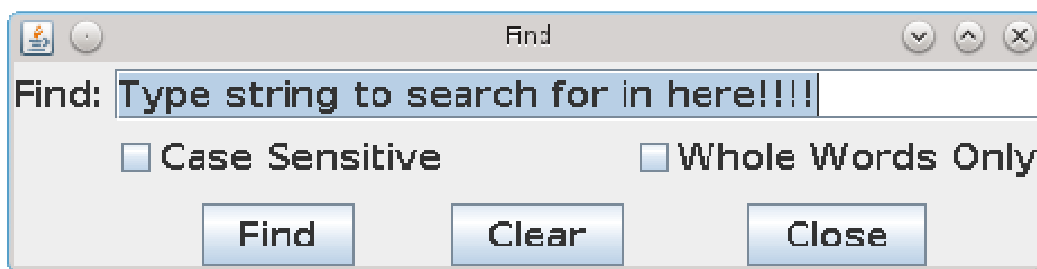 Find
Find: Type string to search for in here!!!!
Case Sensitive Whole Words Only
Find Clear Close